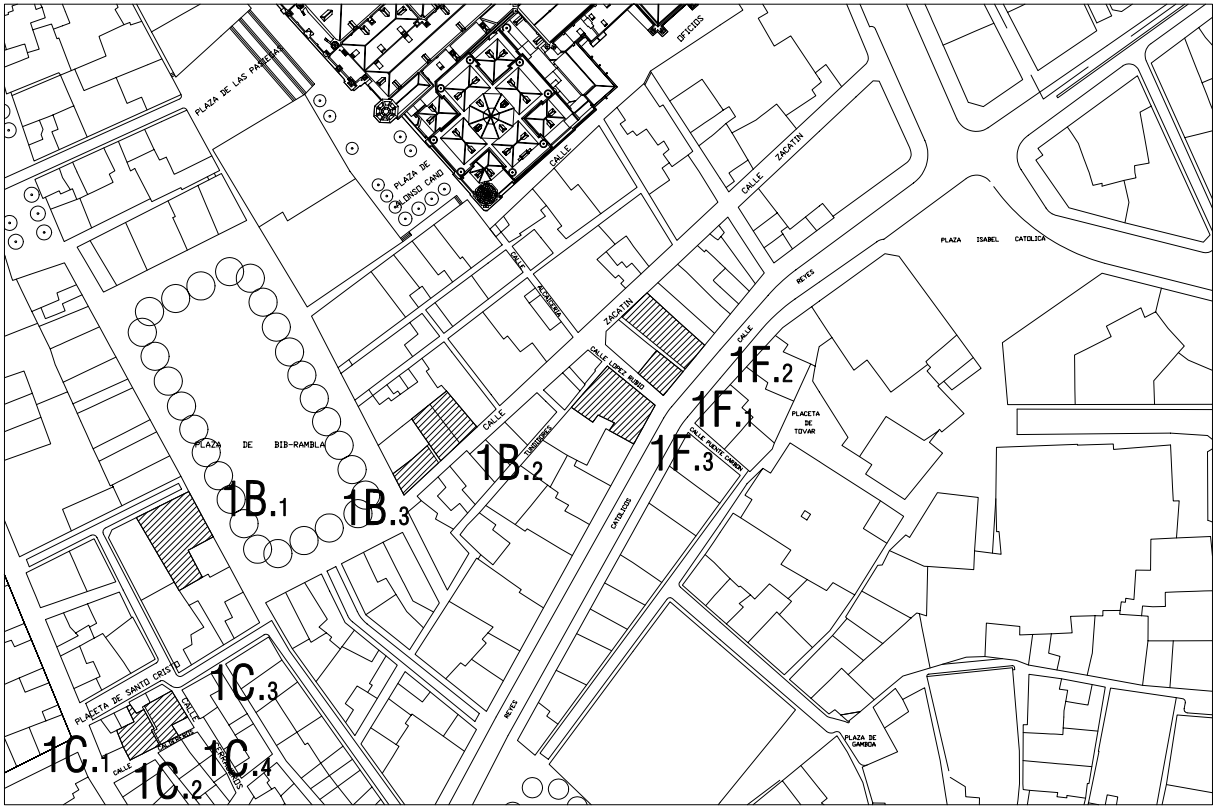 OFICIOS
PLAZA DE LAS PASIEGAS
CALLE
ZACATIN
CALLE
PLAZA DE
ALONSO CANO
PLAZA ISABEL CATOLICA
CALLE
REYES
ALCAICERIA
ZACATIN
CALLE
CALLE LOPEZ RUBIO
1F.2
1F.1
PLACETA
DE
TOVAR
CALLE
TUNDIDORES
PLAZA DE BIB-RAMBLA
CALLE PUENTE CARBON
1F.3
1B.2
1B.1
1B.3
CATOLICOS
PLACETA DE SANTO CRISTO
1C.3
CALLE
REYES
PLAZA DE
GAMBOA
1C.1
CALLE
1C.4
1C.2